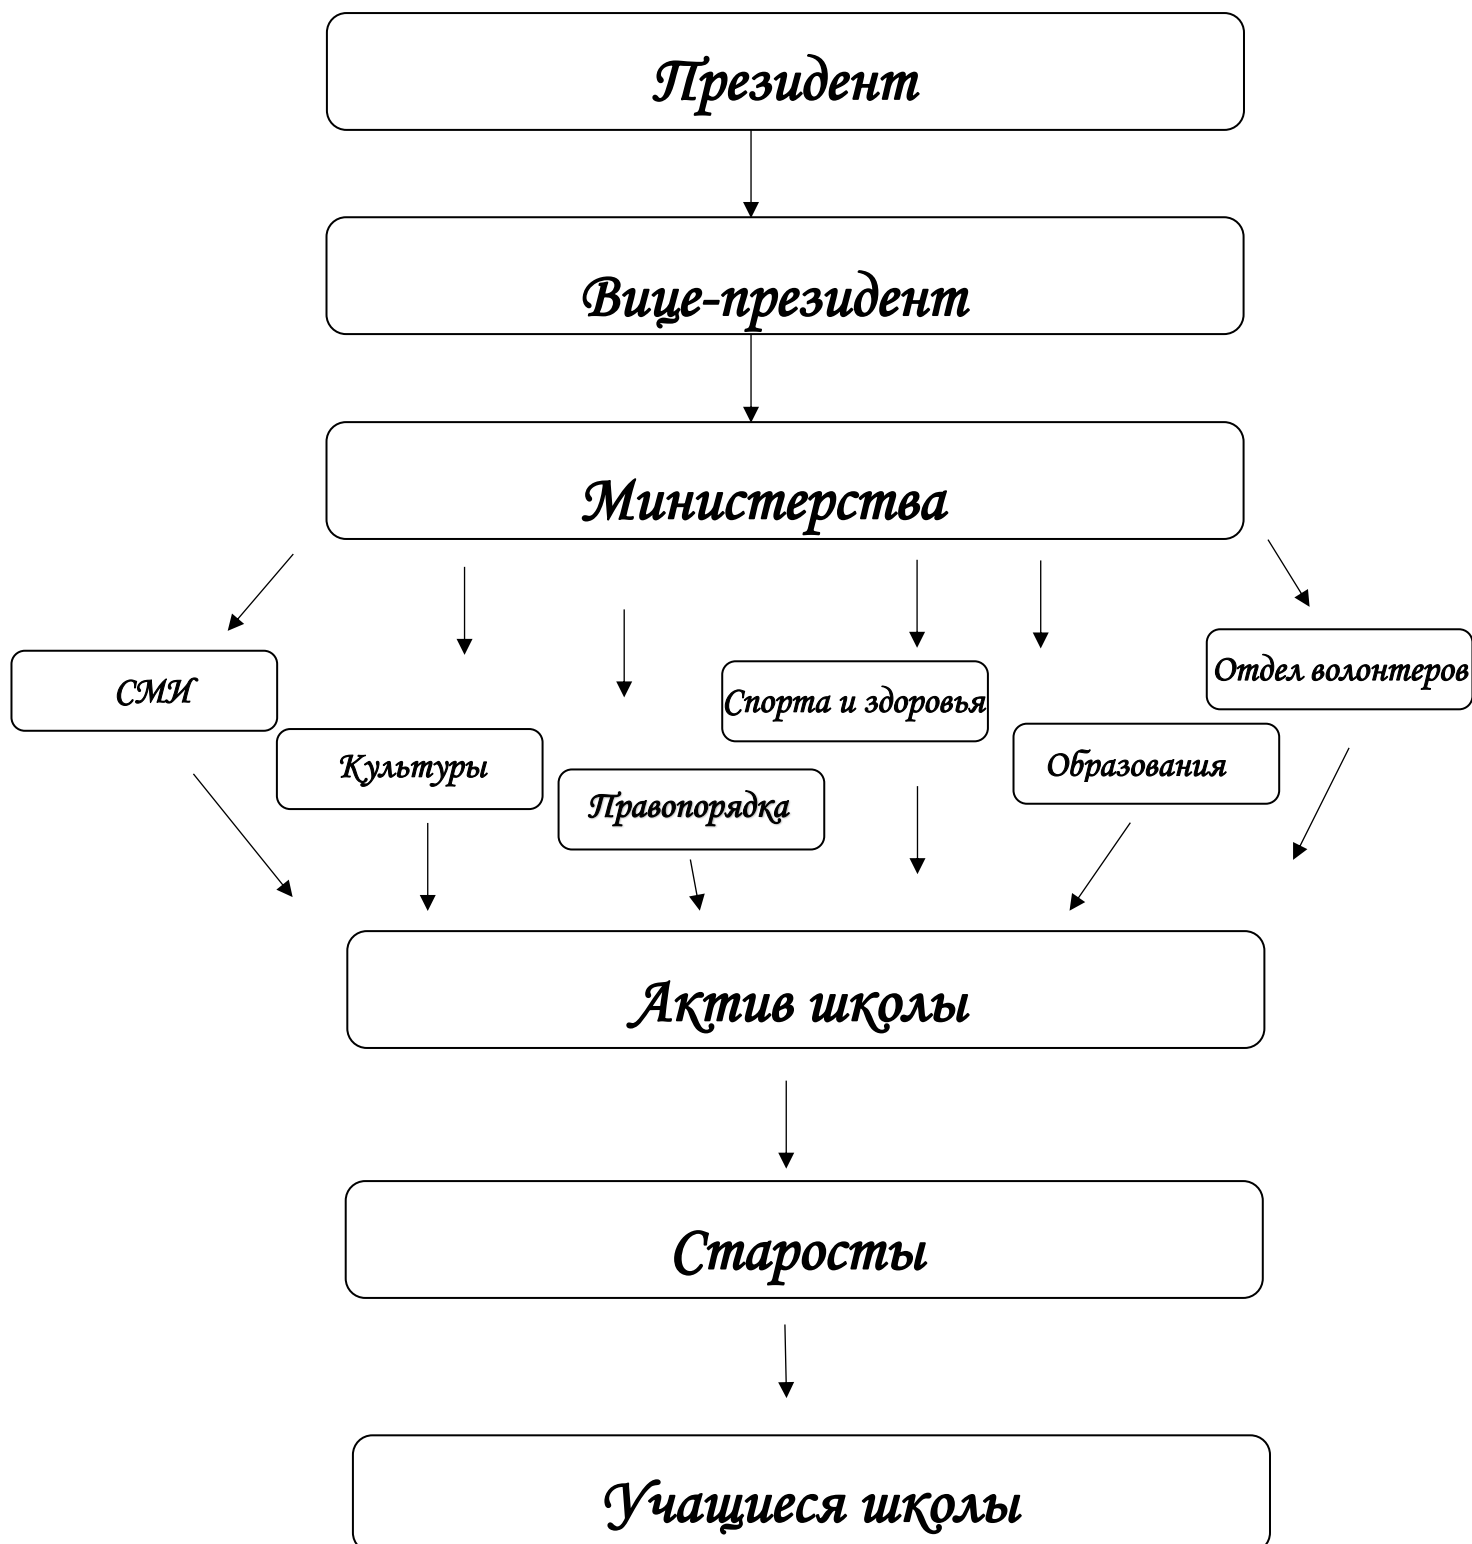 Президент
Вице-президент
Министерства
СМИ
Культуры
Правопорядка
Спорта и здоровья
Образования
Отдел волонтеров
Актив школы
Старосты
Учащиеся школы